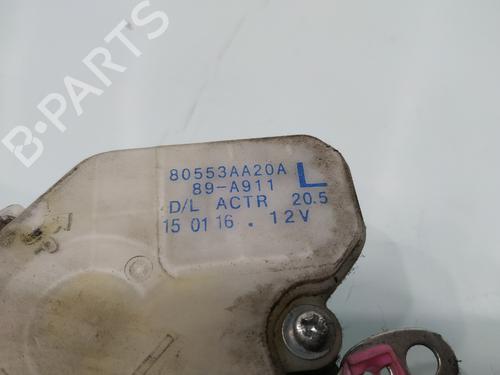 B-PARTS
80553AA20A L
89-A911
D/L ACTR 20.5
15 01 16 . 12V